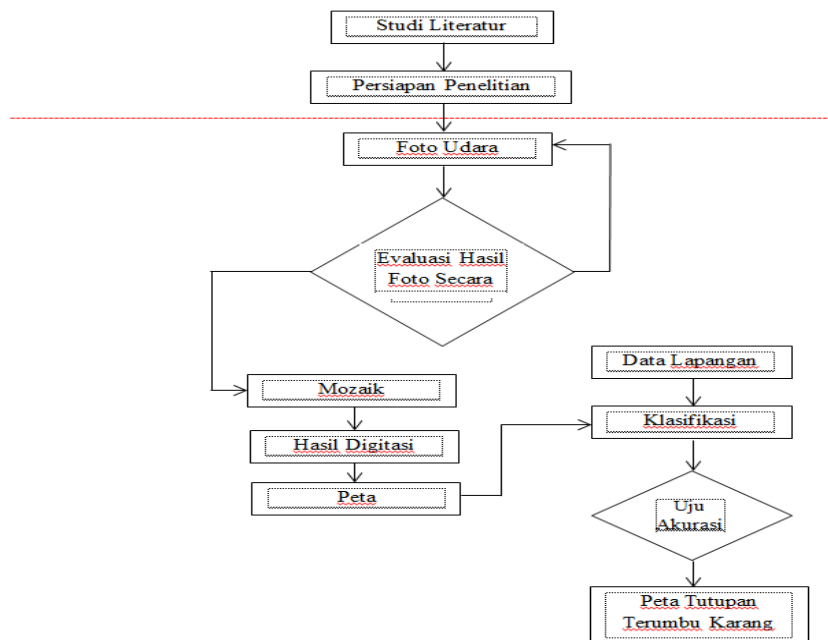 Studi Literatur
Persiapan Penelitian
Foto Udara
Evaluasi Hasil
Foto Secara
Data Lapangan
Mozaik
Klasifikasi
Hasil Digitasi
Peta
Uju
Akurasi
Peta Tutupan
Terumbu Karang